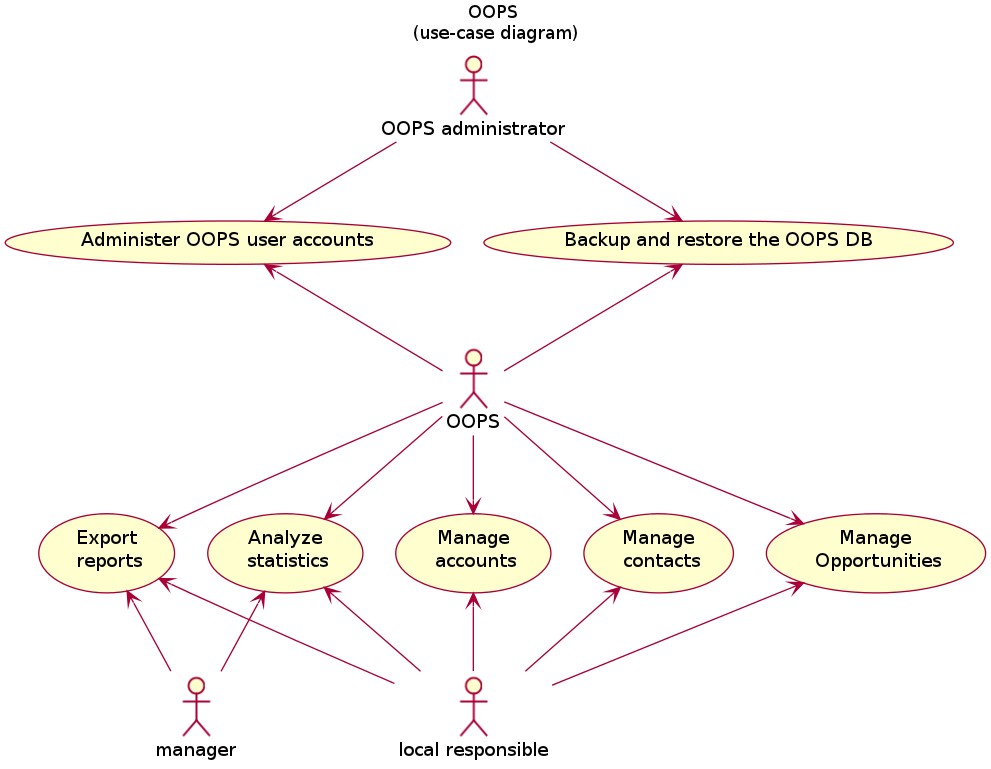 OOPS
(use-case diagram)
OOPS administrator
Administer OOPS user accounts
Backup and restore the OOPS DB
OOPS
Export
reports
Analyze
statistics
Manage
accounts
Manage
contacts
Manage
Opportunities
manager
local responsible